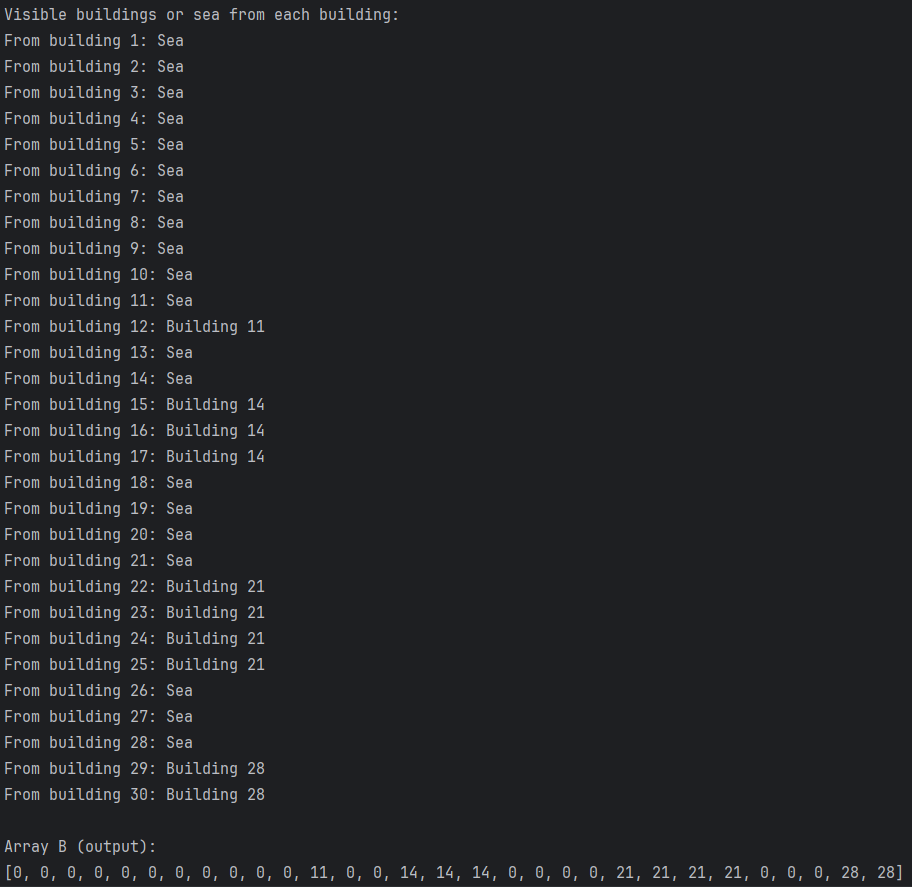 Visible buildings or sea from each building:
From building 1: Sea
From building 2: Sea
From building 3: Sea
From building 4: Sea
From building 5: Sea
From building 6: Sea
From building 7: Sea
From building 8: Sea
From building 9: Sea
From building 10: Sea
From building 11: Sea
From building 12: Building 11
From building 13: Sea
From building 14: Sea
From building 15: Building 14
From building 16: Building 14
From building 17: Building 14
From building 18: Sea
From building 19: Sea
From building 20: Sea
From building 21: Sea
From building 22: Building 21
From building 23: Building 21
From building 24: Building 21
From building 25: Building 21
From building 26: Sea
From building 27: Sea
From building 28: Sea
From building 29: Building 28
From building 30: Building 28
Array B (output):
[0, 0, 0, 0, 0, 0, 0, 0, 0, 0, 0, 11, 0, 0, 14, 14, 14, 0, 0, 0, 0, 21, 21, 21, 21, 0, 0, 0, 28, 28]